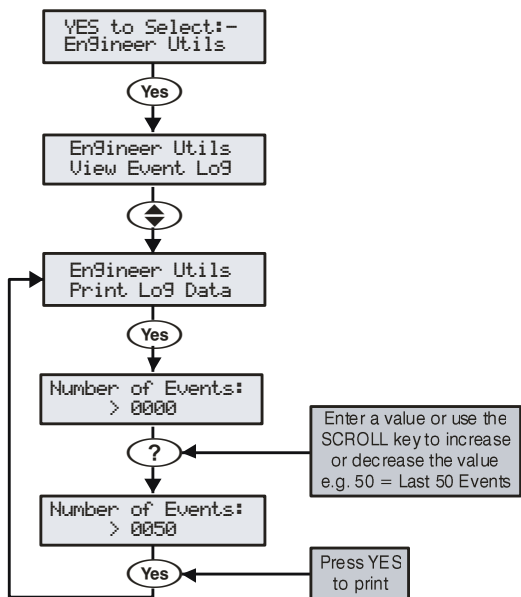 YES to Select:-
Engineer Utils
Yes
Engineer Utils
View Event Log
Engineer Utils
Print Log Data
Yes
Number of Events:
> 0000
?
Enter a value or use the
SCROLL key to increase
or decrease the value
e.g. 50 = Last 50 Events
Number of Events:
> 0050
Yes
Press YES
to print